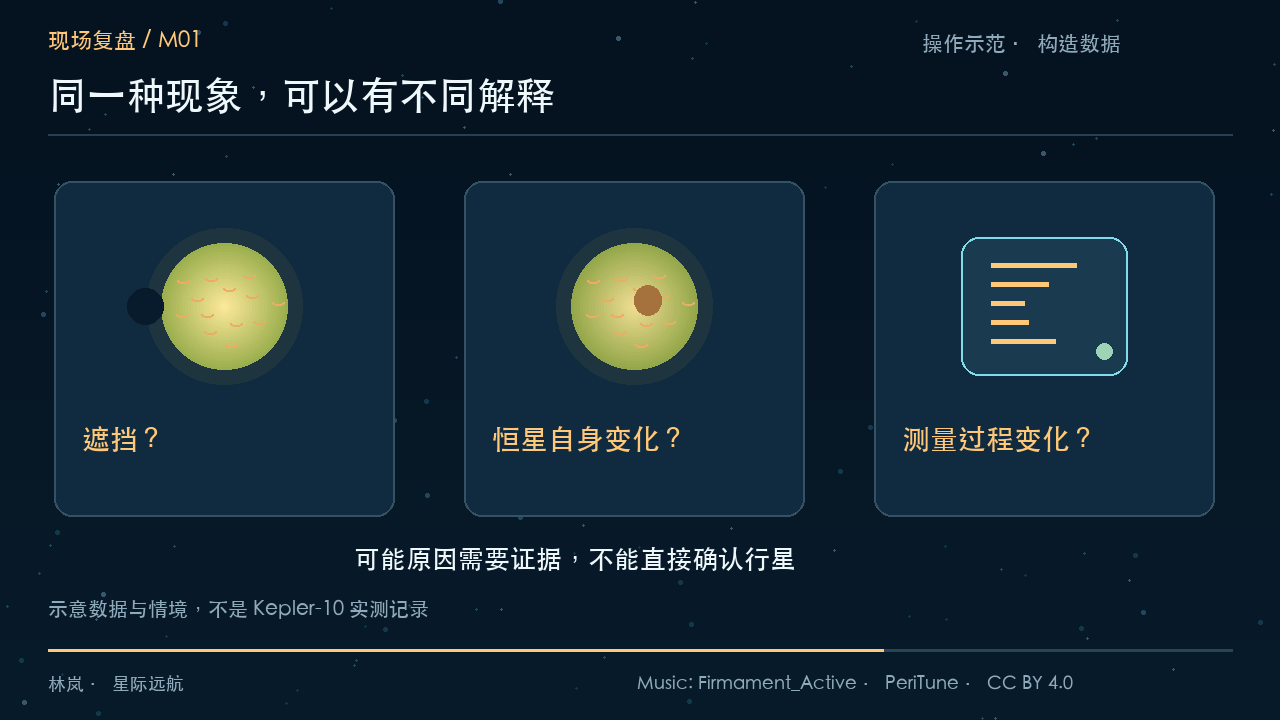 现场复盘 / M01
操作示范 · 构造数据
同一种现象，可以有不同解释
遮挡？
恒星自身变化？
测量过程变化？
可能原因需要证据，不能直接确认行星
示意数据与情境，不是 Kepler-10 实测记录
林岚 · 星际远航
Music: Firmament_Active · PeriTune · CC BY 4.0